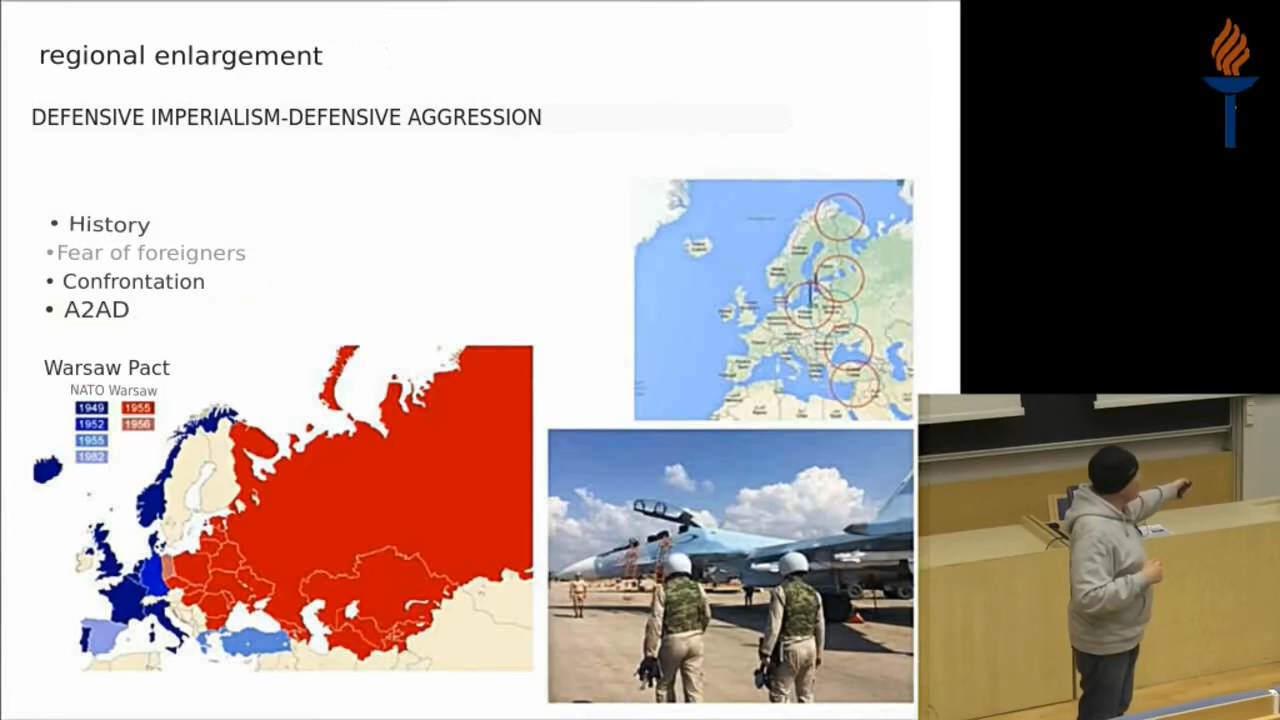 regional enlargement
DEFENSIVE IMPERIALISM-DEFENSIVE AGGRESSION
• History
•Fear of foreigners
• Confrontation
• A2AD
Warsaw Pact
NATO Warsaw
1949 1955
1952 1956
1955
1982